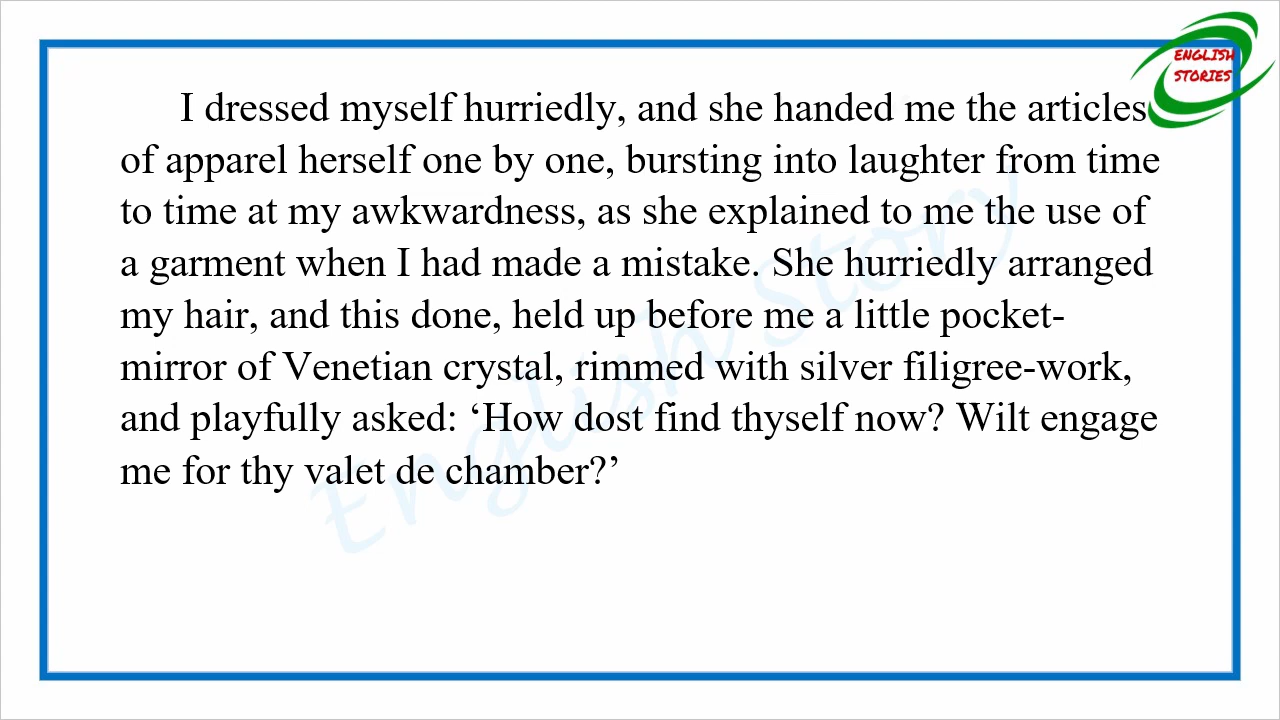 ENGLISH
STORIES
I dressed myself hurriedly, and she handed me the articles
of apparel herself one by one, bursting into laughter from time
to time at my awkwardness, as she explained to me the use of
a garment when I had made a mistake. She hurriedly arranged
my hair, and this done, held up before me a little pocket-
mirror of Venetian crystal, rimmed with silver filigree-work,
and playfully asked: ‘How dost find thyself now? Wilt engage
me for thy valet de chamber?’
English Story